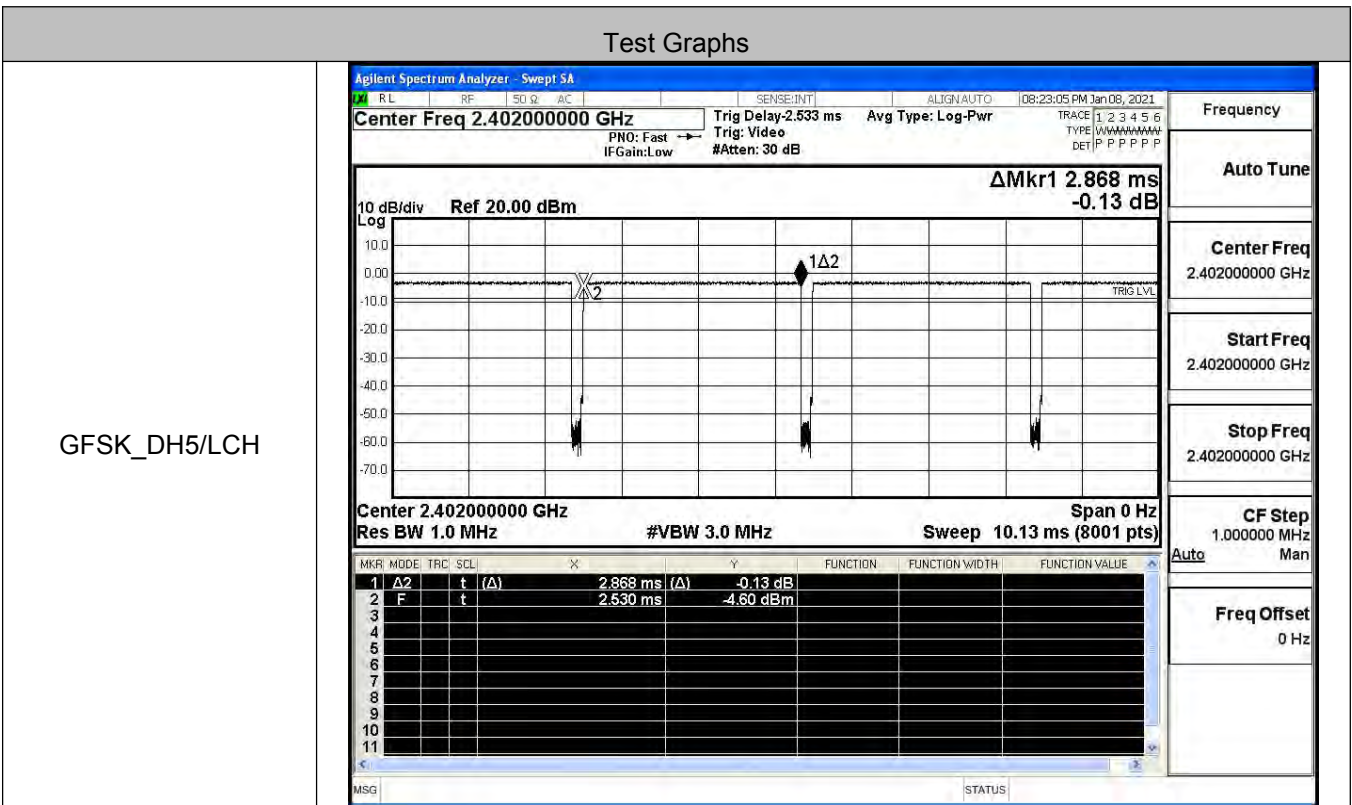 Test Graphs
GFSK_DH5/LCH
Agilent Spectrum Analyzer - Swept SA
LXI RL RF 50 Ω AC SENSE:INT ALIGNAUTO 08:23:05 PM Jan 08, 2021
Center Freq 2.402000000 GHz
PNO: Fast
IFGain:Low
Trig Delay-2.533 ms
Trig: Video
#Atten: 30 dB
Avg Type: Log-Pwr
TRACE 1 2 3 4 5 6
TYPE WWWWWW
DET P P P P P P
ΔMkr1 2.868 ms
-0.13 dB
10 dB/div Ref 20.00 dBm
Log
10.0
0.00
-10.0
-20.0
-30.0
-40.0
-50.0
-60.0
-70.0
1Δ2
2
TRIG LVL
Center 2.402000000 GHz Span 0 Hz
Res BW 1.0 MHz #VBW 3.0 MHz Sweep 10.13 ms (8001 pts)
MKR MODE TRC SCL X Y FUNCTION FUNCTION WIDTH FUNCTION VALUE
1 Δ2 t (Δ) 2.868 ms (Δ) -0.13 dB
2 F t 2.530 ms -4.60 dBm
3
4
5
6
7
8
9
10
11
MSG STATUS
Frequency
Auto Tune
Center Freq
2.402000000 GHz
Start Freq
2.402000000 GHz
Stop Freq
2.402000000 GHz
CF Step
1.000000 MHz
Auto Man
Freq Offset
0 Hz